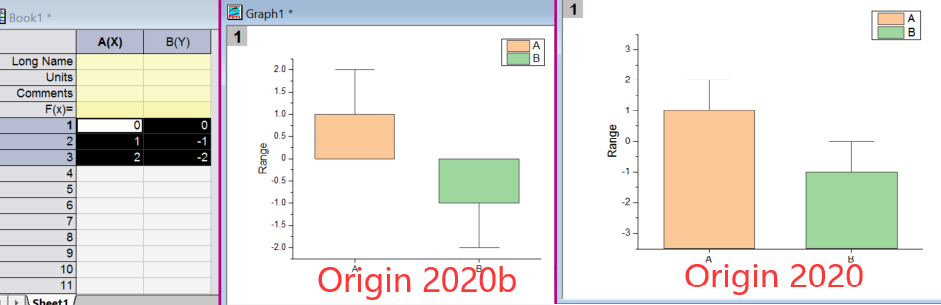 Book1 *
A(X) B(Y)
Long Name
Units
Comments
F(x)=
1 0 0
2 1 -1
3 2 -2
4
5
6
7
8
9
10
11
Sheet1
Graph1 *
1
A
B
2.0
1.5
1.0
0.5
0
-0.5
-1.0
-1.5
-2.0
Range
A B
Origin 2020b
1
A
B
3
2
1
0
-1
-2
-3
Range
A B
Origin 2020